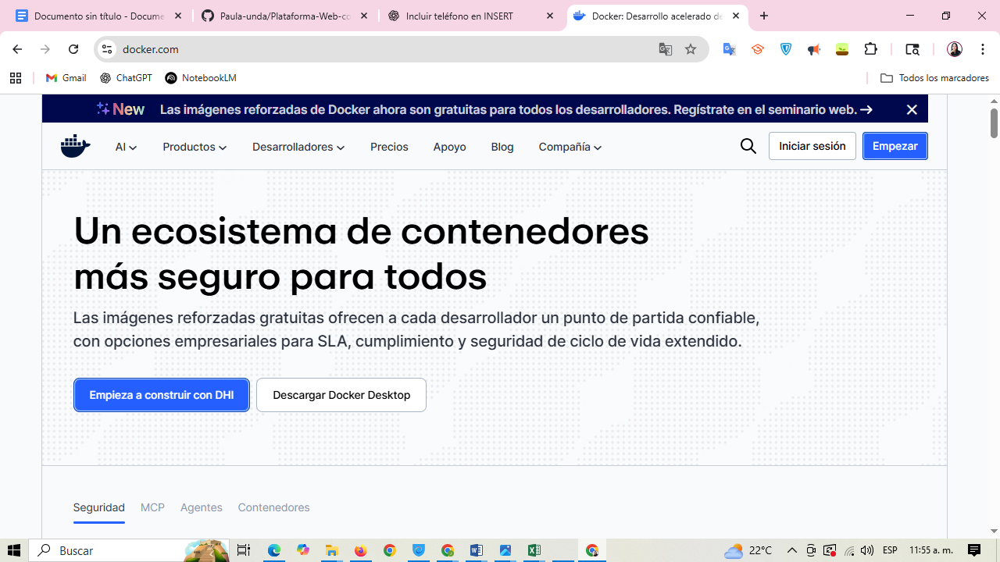 Documento sin título - Docume
Paula-unda/Plataforma-Web-co
Incluir teléfono en INSERT
Docker: Desarrollo acelerado de
docker.com
Gmail
ChatGPT
NotebookLM
Todos los marcadores
New Las imágenes reforzadas de Docker ahora son gratuitas para todos los desarrolladores. Regístrate en el seminario web. →
AI
Productos
Desarrolladores
Precios
Apoyo
Blog
Compañía
Iniciar sesión
Empezar
Un ecosistema de contenedores
más seguro para todos
Las imágenes reforzadas gratuitas ofrecen a cada desarrollador un punto de partida confiable,
con opciones empresariales para SLA, cumplimiento y seguridad de ciclo de vida extendido.
Empieza a construir con DHI
Descargar Docker Desktop
Seguridad
MCP
Agentes
Contenedores
Buscar
22°C
ESP
11:55 a. m.